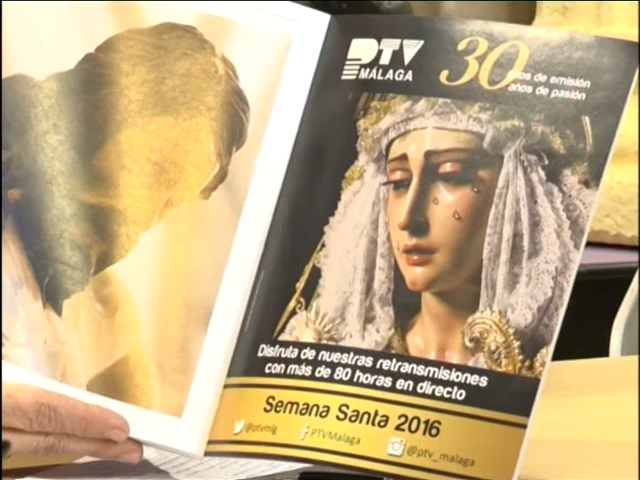 PTV
MÁLAGA
30 años de emisión
años de pasión
Disfruta de nuestras retransmisiones
con más de 80 horas en directo
Semana Santa 2016
@ptvmlg
PTVMalaga
@ptv_malaga